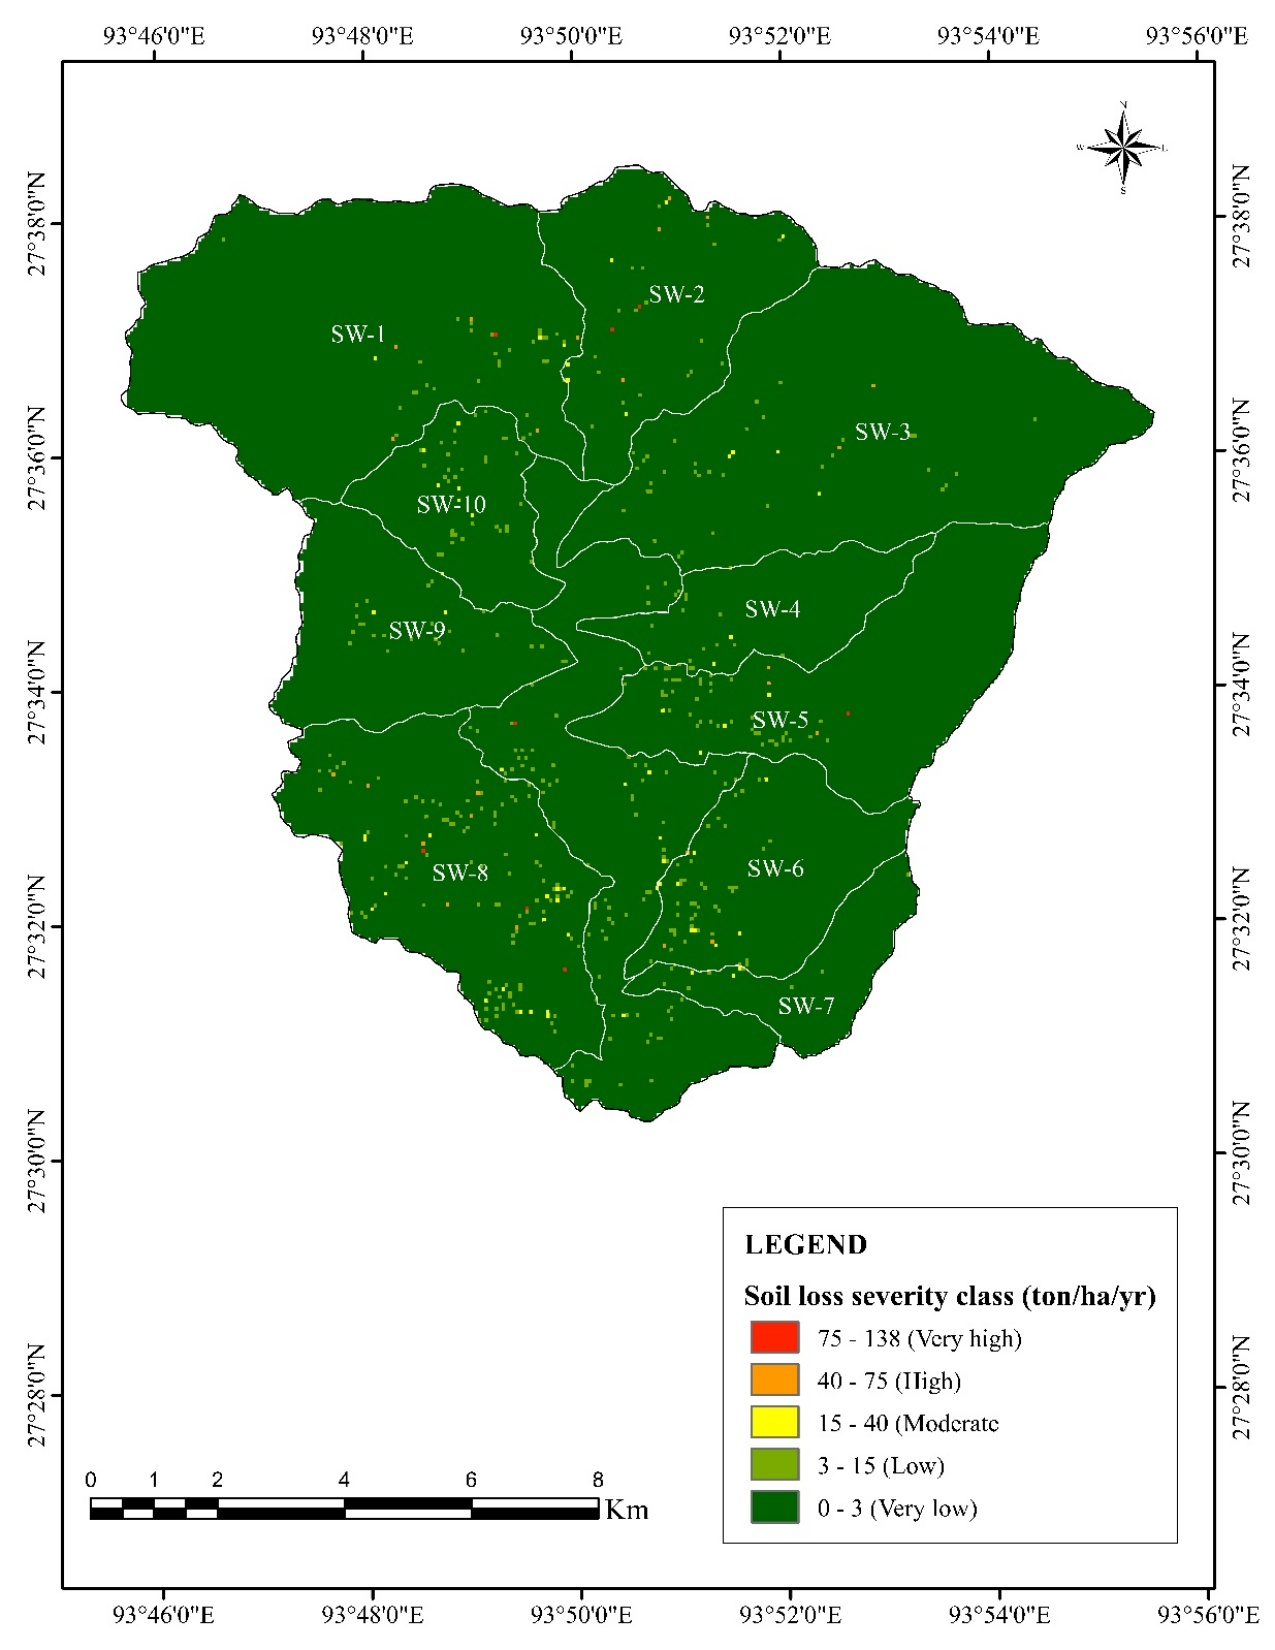 93°46'0"E 93°48'0"E 93°50'0"E 93°52'0"E 93°54'0"E 93°56'0"E
N
W
S
27°38'0"N 27°38'0"N
SW-2
SW-1
SW-3
27°36'0"N 27°36'0"N
SW-10
SW-4
SW-9
27°34'0"N 27°34'0"N
SW-5
SW-6
SW-8
27°32'0"N 27°32'0"N
SW-7
27°30'0"N 27°30'0"N
LEGEND
Soil loss severity class (ton/ha/yr)
75 - 138 (Very high)
40 - 75 (High)
15 - 40 (Moderate
3 - 15 (Low)
0 - 3 (Very low)
27°28'0"N 27°28'0"N
0 1 2 4 6 8
Km
93°46'0"E 93°48'0"E 93°50'0"E 93°52'0"E 93°54'0"E 93°56'0"E